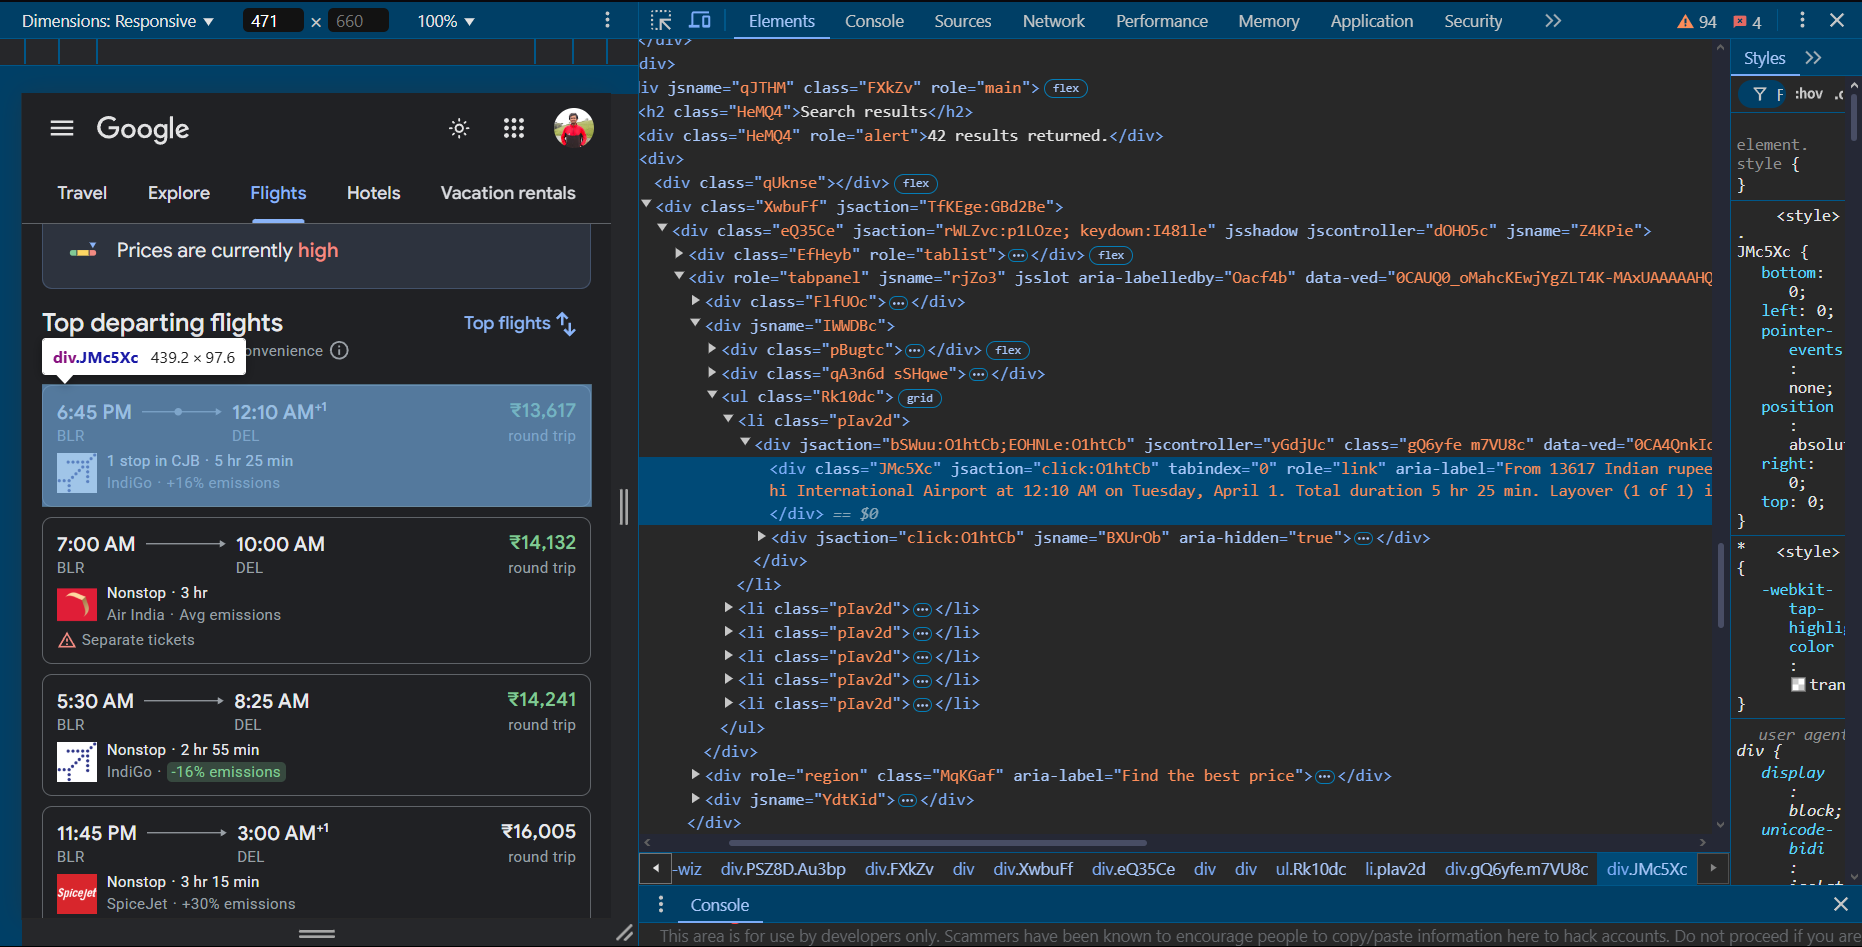 Dimensions: Responsive ▼ 471 × 660 100% ▼
Elements Console Sources Network Performance Memory Application Security 94 4
Google
Travel Explore Flights Hotels Vacation rentals
Prices are currently high
Top departing flights
Top flights
div.JMc5Xc 439.2 × 97.6
onvenience
6:45 PM 12:10 AM+1 ₹13,617
BLR DEL round trip
1 stop in CJB · 5 hr 25 min
IndiGo · +16% emissions
7:00 AM 10:00 AM ₹14,132
BLR DEL round trip
Nonstop · 3 hr
Air India · Avg emissions
Separate tickets
5:30 AM 8:25 AM ₹14,241
BLR DEL round trip
Nonstop · 2 hr 55 min
IndiGo · -16% emissions
11:45 PM 3:00 AM+1 ₹16,005
BLR DEL round trip
SpiceJet
Nonstop · 3 hr 15 min
SpiceJet · +30% emissions
</div>
div>
iv jsname="qJTHM" class="FXkZv" role="main"> flex
<h2 class="HeMQ4">Search results</h2>
<div class="HeMQ4" role="alert">42 results returned.</div>
<div>
<div class="qUknse"></div> flex
<div class="XwbuFf" jsaction="TfKEge:GBd2Be">
<div class="eQ35Ce" jsaction="rWLZvc:p1LOze; keydown:I481le" jsshadow jscontroller="dOHO5c" jsname="Z4KPie">
<div class="EfHeyb" role="tablist">…</div> flex
<div role="tabpanel" jsname="rjZo3" jsslot aria-labelledby="Oacf4b" data-ved="0CAUQ0_oMahcKEwjYgZLT4K-MAxUAAAAAHQ
<div class="FlfUOc">…</div>
<div jsname="IWWDBc">
<div class="pBugtc">…</div> flex
<div class="qA3n6d sSHqwe">…</div>
<ul class="Rk10dc"> grid
<li class="pIav2d">
<div jsaction="bSWuu:O1htCb;EOHNLe:O1htCb" jscontroller="yGdjUc" class="gQ6yfe m7VU8c" data-ved="0CA4QnkIc
<div class="JMc5Xc" jsaction="click:O1htCb" tabindex="0" role="link" aria-label="From 13617 Indian rupee
hi International Airport at 12:10 AM on Tuesday, April 1. Total duration 5 hr 25 min. Layover (1 of 1) i
</div> == $0
<div jsaction="click:O1htCb" jsname="BXUrOb" aria-hidden="true">…</div>
</div>
</li>
<li class="pIav2d">…</li>
<li class="pIav2d">…</li>
<li class="pIav2d">…</li>
<li class="pIav2d">…</li>
<li class="pIav2d">…</li>
</ul>
</div>
<div role="region" class="MqKGaf" aria-label="Find the best price">…</div>
<div jsname="YdtKid">…</div>
</div>
-wiz div.PSZ8D.Au3bp div.FXkZv div div.XwbuFf div.eQ35Ce div div ul.Rk10dc li.pIav2d div.gQ6yfe.m7VU8c div.JMc5Xc
Console
This area is for use by developers only. Scammers have been known to encourage people to copy/paste information here to hack accounts. Do not proceed if you are
Styles
F :hov .c
element.
style {
}
<style>
.
JMc5Xc {
bottom:
0;
left: 0;
pointer-
events
:
none;
position
:
absolu
right:
0;
top: 0;
}
* <style>
{
-webkit-
tap-
highlig
color
:
tran
}
user agent
div {
display
:
block;
unicode-
bidi
: